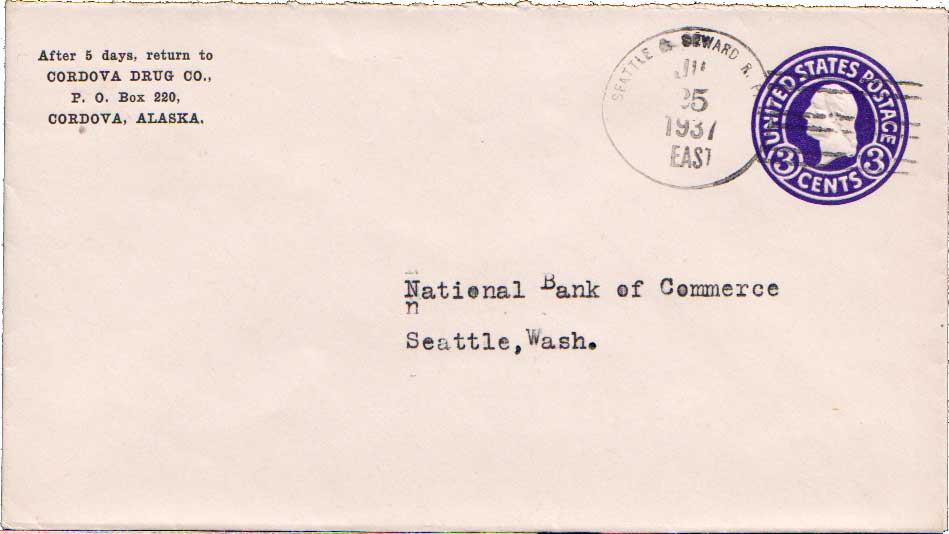 After 5 days, return to
CORDOVA DRUG CO.,
P. O. Box 220,
CORDOVA, ALASKA.
SEATTLE & SEWARD R.
25
1937
EAST
UNITED STATES POSTAGE
3 CENTS 3
National Bank of Commerce
n
Seattle, Wash.